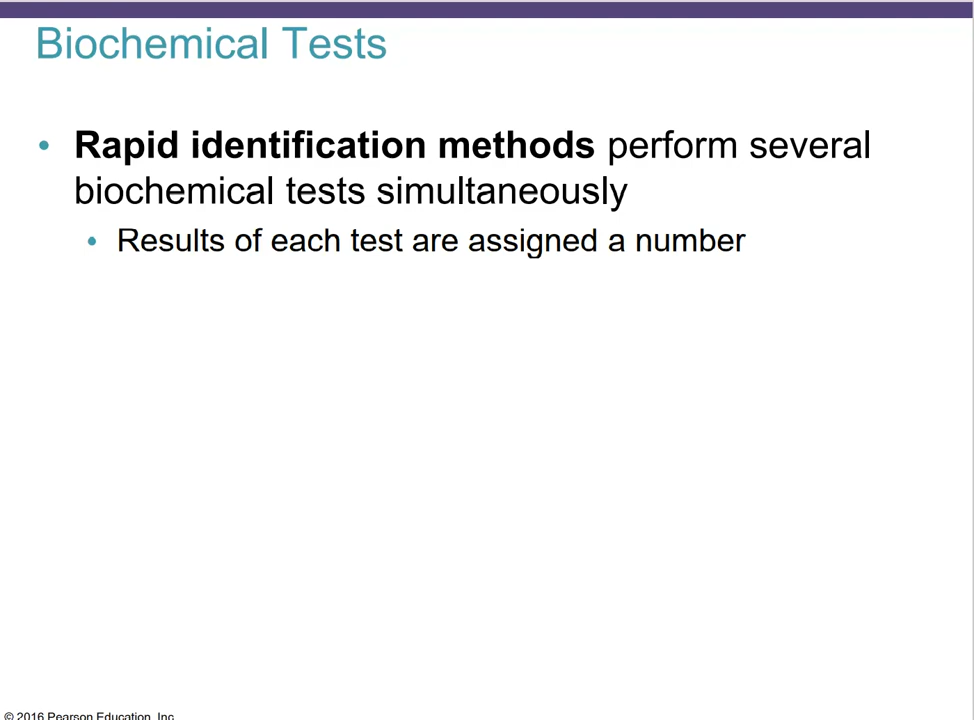 Biochemical Tests
• Rapid identification methods perform several
biochemical tests simultaneously
• Results of each test are assigned a number
© 2016 Pearson Education, Inc